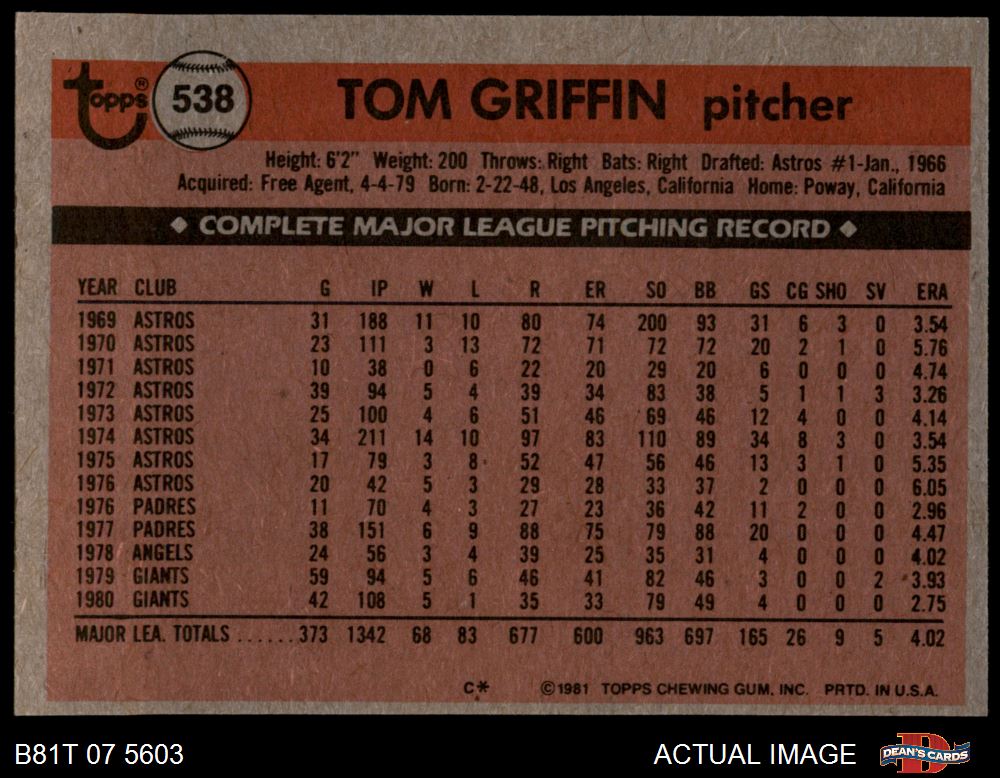 topps® 538 TOM GRIFFIN pitcher
Height: 6'2" Weight: 200 Throws: Right Bats: Right Drafted: Astros #1-Jan., 1966
Acquired: Free Agent, 4-4-79 Born: 2-22-48, Los Angeles, California Home: Poway, California
◆ COMPLETE MAJOR LEAGUE PITCHING RECORD ◆
YEAR CLUB G IP W L R ER SO BB GS CG SHO SV ERA
1969 ASTROS 31 188 11 10 80 74 200 93 31 6 3 0 3.54
1970 ASTROS 23 111 3 13 72 71 72 72 20 2 1 0 5.76
1971 ASTROS 10 38 0 6 22 20 29 20 6 0 0 0 4.74
1972 ASTROS 39 94 5 4 39 34 83 38 5 1 1 3 3.26
1973 ASTROS 25 100 4 6 51 46 69 46 12 4 0 0 4.14
1974 ASTROS 34 211 14 10 97 83 110 89 34 8 3 0 3.54
1975 ASTROS 17 79 3 8 52 47 56 46 13 3 1 0 5.35
1976 ASTROS 20 42 5 3 29 28 33 37 2 0 0 0 6.05
1976 PADRES 11 70 4 3 27 23 36 42 11 2 0 0 2.96
1977 PADRES 38 151 6 9 88 75 79 88 20 0 0 0 4.47
1978 ANGELS 24 56 3 4 39 25 35 31 4 0 0 0 4.02
1979 GIANTS 59 94 5 6 46 41 82 46 3 0 0 2 3.93
1980 GIANTS 42 108 5 1 35 33 79 49 4 0 0 0 2.75
MAJOR LEA. TOTALS ......373 1342 68 83 677 600 963 697 165 26 9 5 4.02
C* ©1981 TOPPS CHEWING GUM, INC. PRTD. IN U.S.A.
B81T 07 5603 ACTUAL IMAGE DEAN'S CARDS